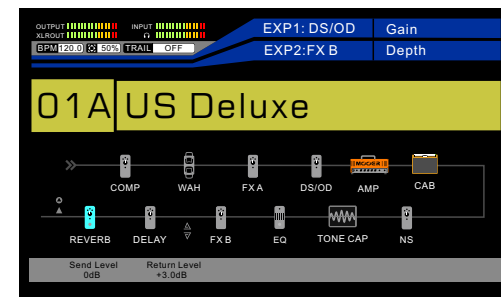 OUTPUT INPUT EXP1: DS/OD Gain
XLROUT
BPM 120.0 50% TRAIL OFF EXP2:FX B Depth
01A US Deluxe
MOOER
COMP WAH FX A DS/OD AMP CAB
REVERB DELAY FX B EQ TONE CAP NS
Send Level Return Level
0dB +3.0dB